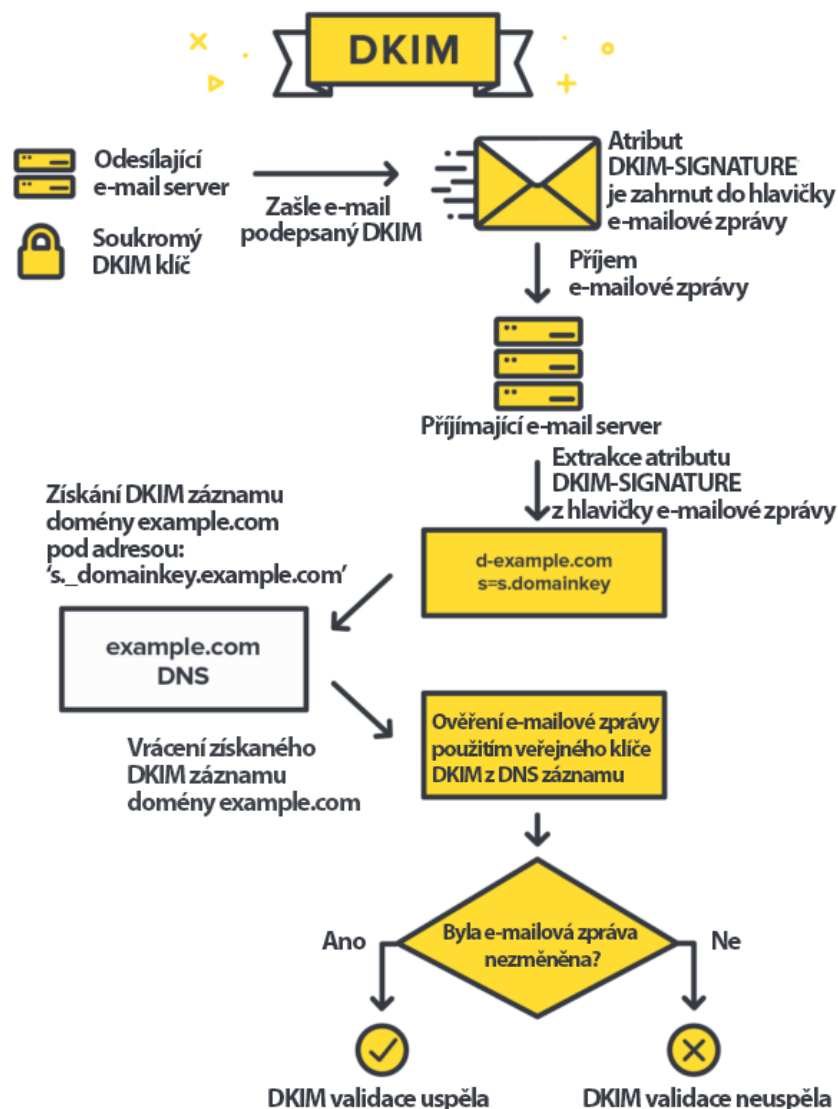 DKIM
Odesílající
e-mail server
Soukromý
DKIM klíč
Zašle e-mail
podepsaný DKIM
Atribut
DKIM-SIGNATURE
je zahrnut do hlavičky
e-mailové zprávy
Příjem
e-mailové zprávy
Příjímající e-mail server
Extrakce atributu
DKIM-SIGNATURE
z hlavičky e-mailové zprávy
d-example.com
s=s.domainkey
Získání DKIM záznamu
domény example.com
pod adresou:
‘s._domainkey.example.com’
example.com
DNS
Vrácení získaného
DKIM záznamu
domény example.com
Ověření e-mailové zprávy
použitím veřejného klíče
DKIM z DNS záznamu
Byla e-mailová zpráva
nezměněna?
Ano
Ne
DKIM validace uspěla
DKIM validace neuspěla